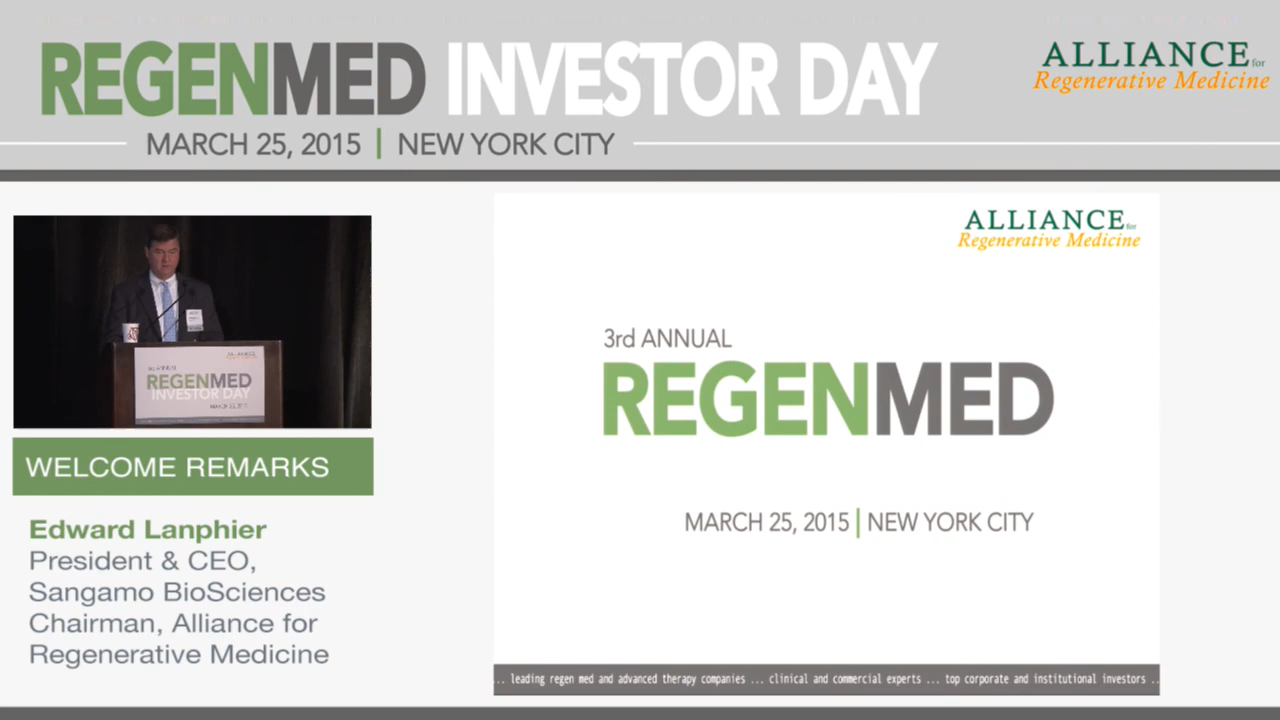 REGENMED INVESTOR DAY
MARCH 25, 2015 | NEW YORK CITY
ALLIANCE for
Regenerative Medicine
REGENMED
INVESTOR DAY
WELCOME REMARKS
Edward Lanphier
President & CEO,
Sangamo BioSciences
Chairman, Alliance for
Regenerative Medicine
ALLIANCE for
Regenerative Medicine
3rd ANNUAL
REGENMED
MARCH 25, 2015 | NEW YORK CITY
... leading regen med and advanced therapy companies ... clinical and commercial experts ... top corporate and institutional investors ..